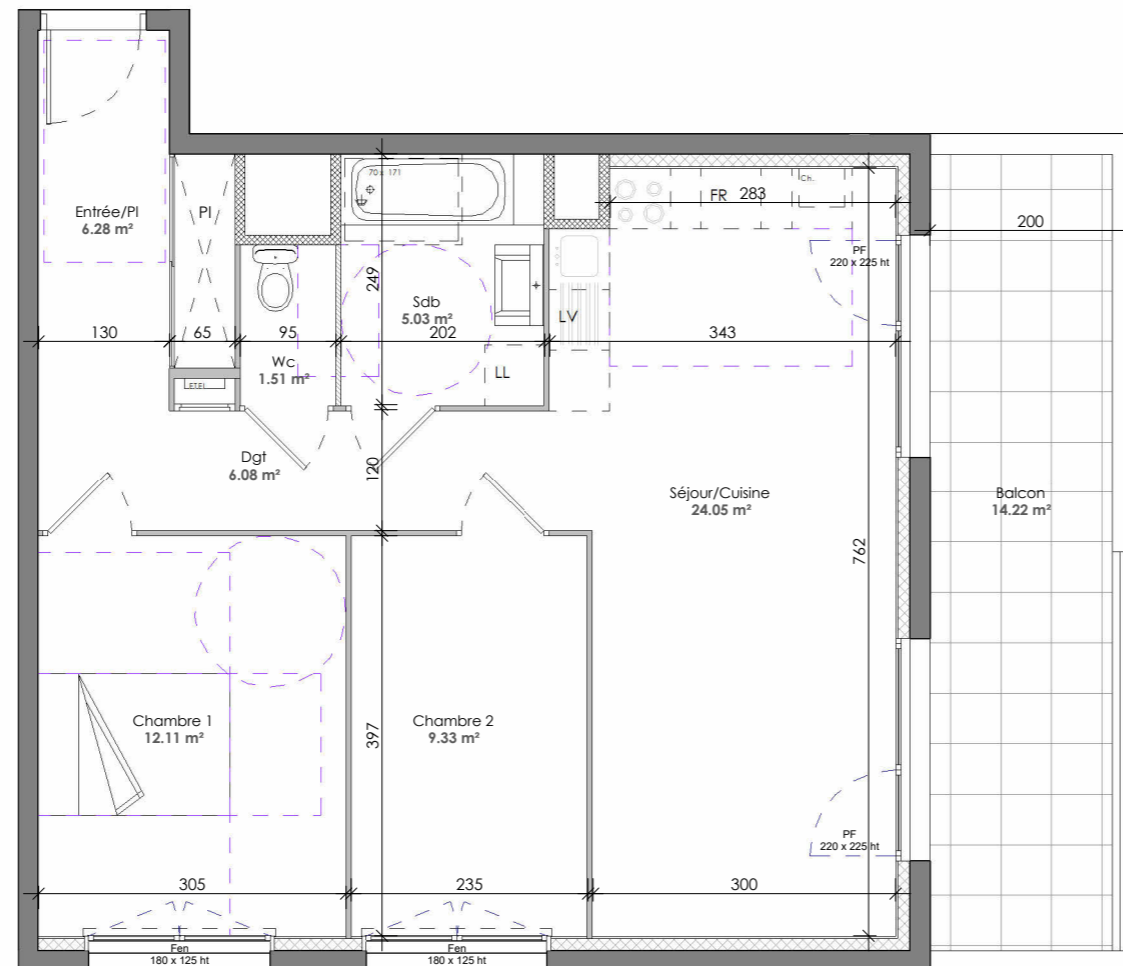 70 x 171
Ch.
FR
283
Entrée/Pl
6.28 m²
Pl
200
PF
220 x 225 ht
249
Sdb
5.03 m²
LV
130
65
95
202
343
Wc
1.51 m²
LL
Dgt
6.08 m²
120
Séjour/Cuisine
24.05 m²
Balcon
14.22 m²
762
Chambre 1
12.11 m²
397
Chambre 2
9.33 m²
PF
220 x 225 ht
305
235
300
Fen
180 x 125 ht
Fen
180 x 125 ht